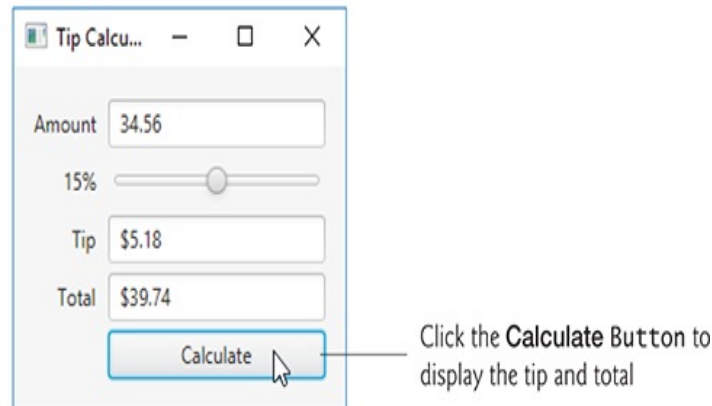 Tip Calcu...
Amount 34.56
15%
Tip $5.18
Total $39.74
Calculate
Click the Calculate Button to
display the tip and total